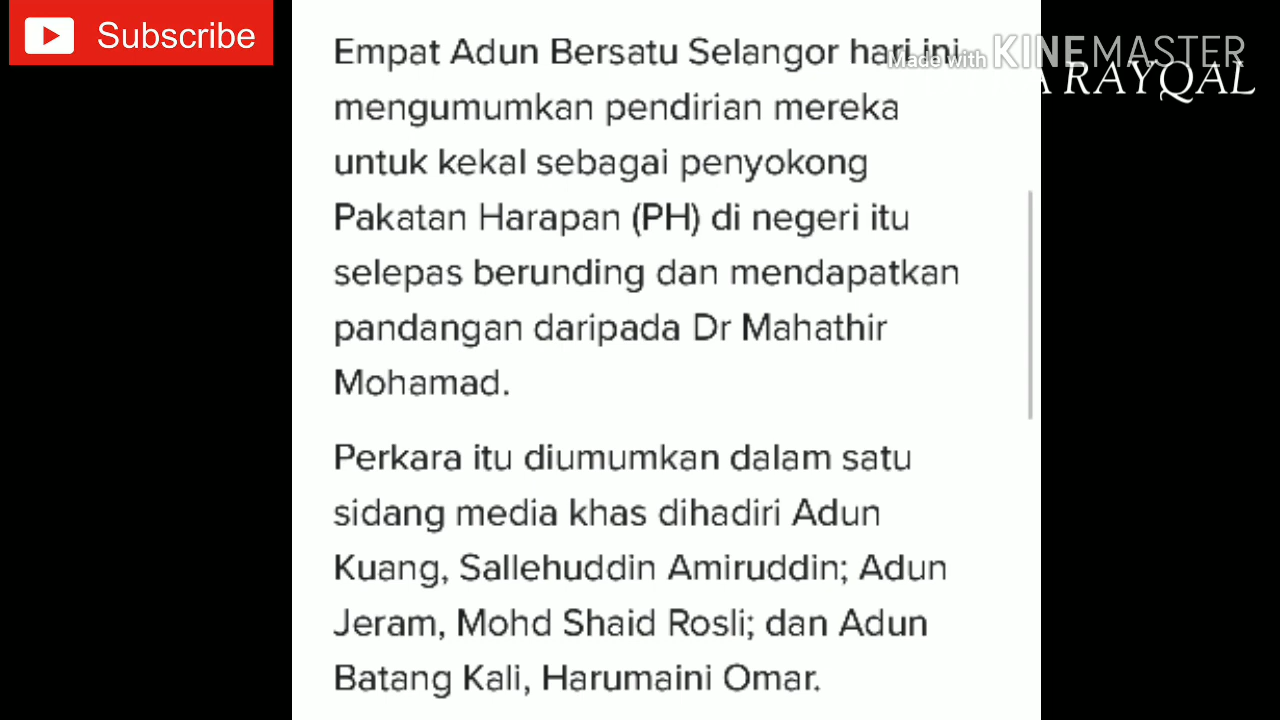 Subscribe
Made with KINEMASTER
RAYQAL
Empat Adun Bersatu Selangor hari ini
mengumumkan pendirian mereka
untuk kekal sebagai penyokong
Pakatan Harapan (PH) di negeri itu
selepas berunding dan mendapatkan
pandangan daripada Dr Mahathir
Mohamad.
Perkara itu diumumkan dalam satu
sidang media khas dihadiri Adun
Kuang, Sallehuddin Amiruddin; Adun
Jeram, Mohd Shaid Rosli; dan Adun
Batang Kali, Harumaini Omar.